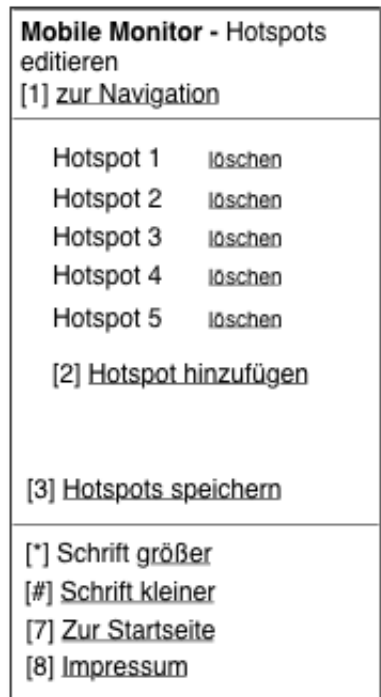 Mobile Monitor - Hotspots
editieren
[1] zur Navigation
Hotspot 1 löschen
Hotspot 2 löschen
Hotspot 3 löschen
Hotspot 4 löschen
Hotspot 5 löschen
[2] Hotspot hinzufügen
[3] Hotspots speichern
[*] Schrift größer
[#] Schrift kleiner
[7] Zur Startseite
[8] Impressum